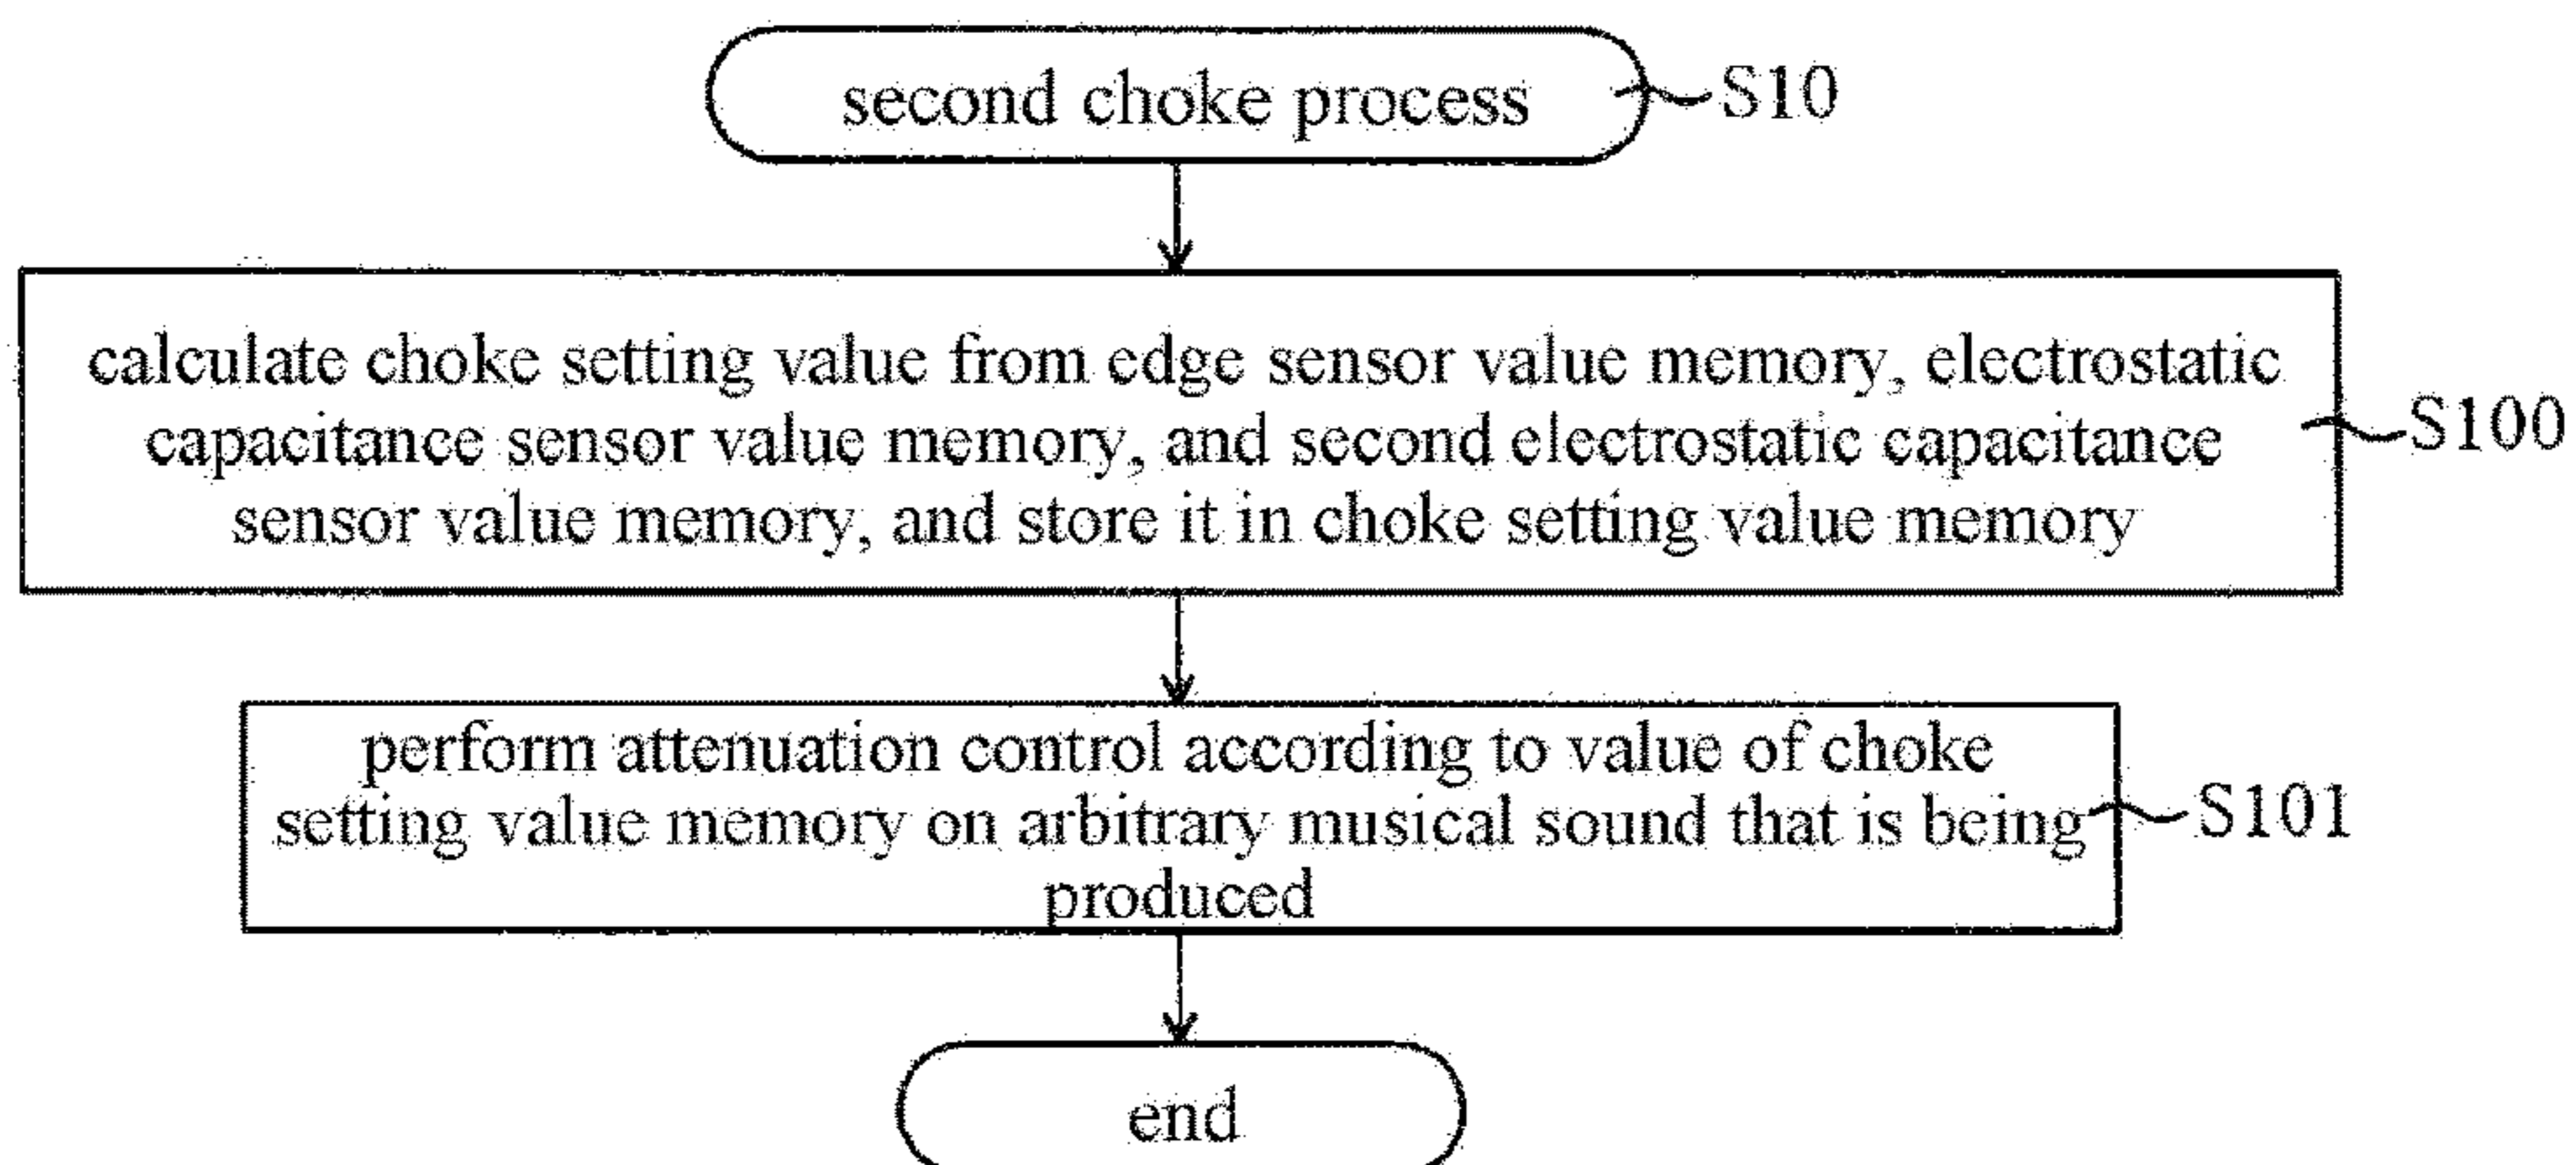 second choke process
S10
calculate choke setting value from edge sensor value memory, electrostatic
capacitance sensor value memory, and second electrostatic capacitance
S100
sensor value memory, and store it in choke setting value memory
perform attenuation control according to value of choke
setting value memory on arbitrary musical sound that is being
S101
produced
end